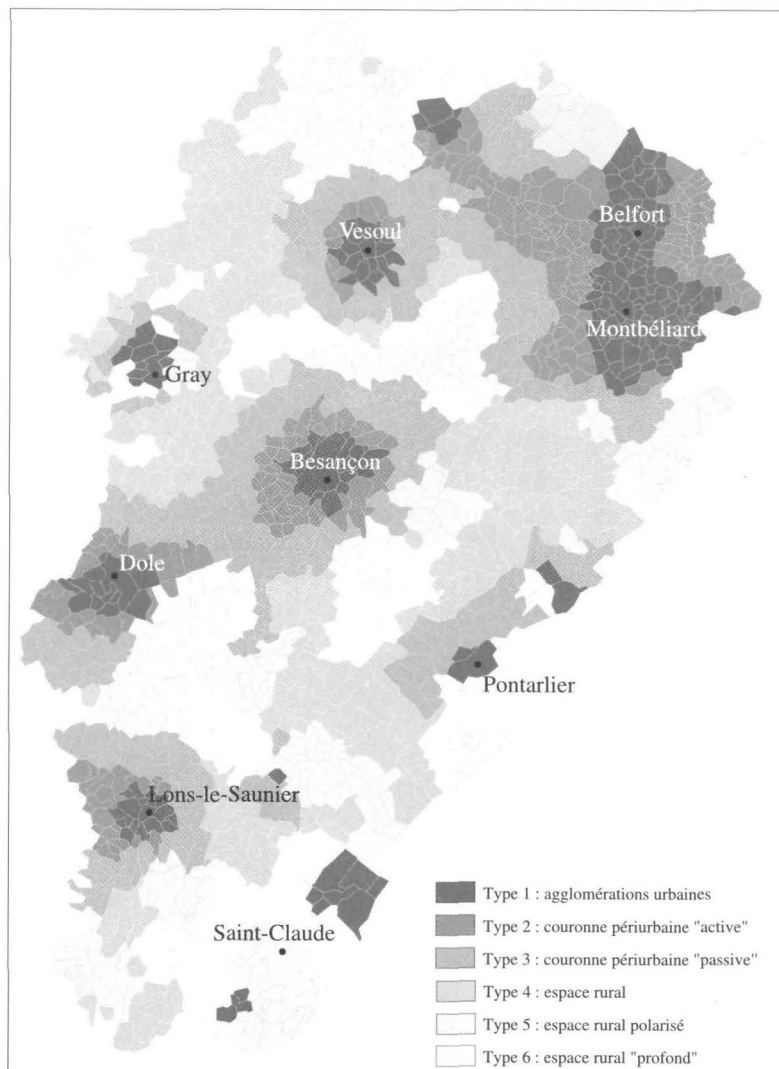 Belfort
Vesoul
Montbéliard
Gray
Besançon
Dole
Pontarlier
Lons-le-Saunier
Saint-Claude
Type 1 : agglomérations urbaines
Type 2 : couronne périurbaine "active"
Type 3 : couronne périurbaine "passive"
Type 4 : espace rural
Type 5 : espace rural polarisé
Type 6 : espace rural "profond"